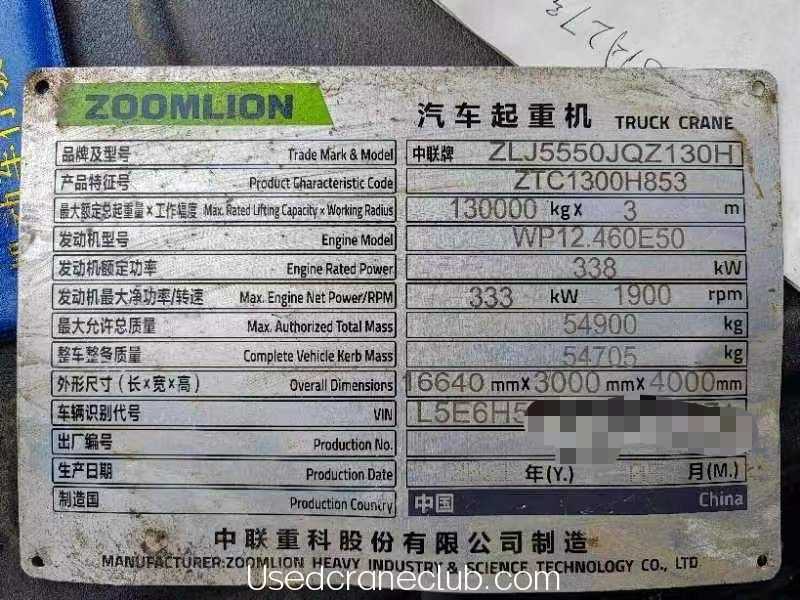 ZOOMLION
汽车起重机 TRUCK CRANE
品牌及型号 Trade Mark & Model 中联牌 ZLJ5550JQZ130H
产品特征号 Product Characteristic Code ZTC1300H853
最大额定总起重量×工作幅度 Max. Rated Lifting Capacity × Working Radius 130000 kg X 3 m
发动机型号 Engine Model WP12.460E50
发动机额定功率 Engine Rated Power 338 kW
发动机最大净功率/转速 Max. Engine Net Power/RPM 333 kW 1900 rpm
最大允许总质量 Max. Authorized Total Mass 54900 kg
整车整备质量 Complete Vehicle Kerb Mass 54705 kg
外形尺寸(长×宽×高) Overall Dimensions 16640 mm X 3000 mm X 4000 mm
车辆识别代号 VIN L5E6H5
出厂编号 Production No.
生产日期 Production Date 年(Y.) 月(M.)
制造国 Production Country 中国 China
中联重科股份有限公司制造
MANUFACTURER:ZOOMLION HEAVY INDUSTRY & SCIENCE TECHNOLOGY CO., LTD
Usedcraneclub.com